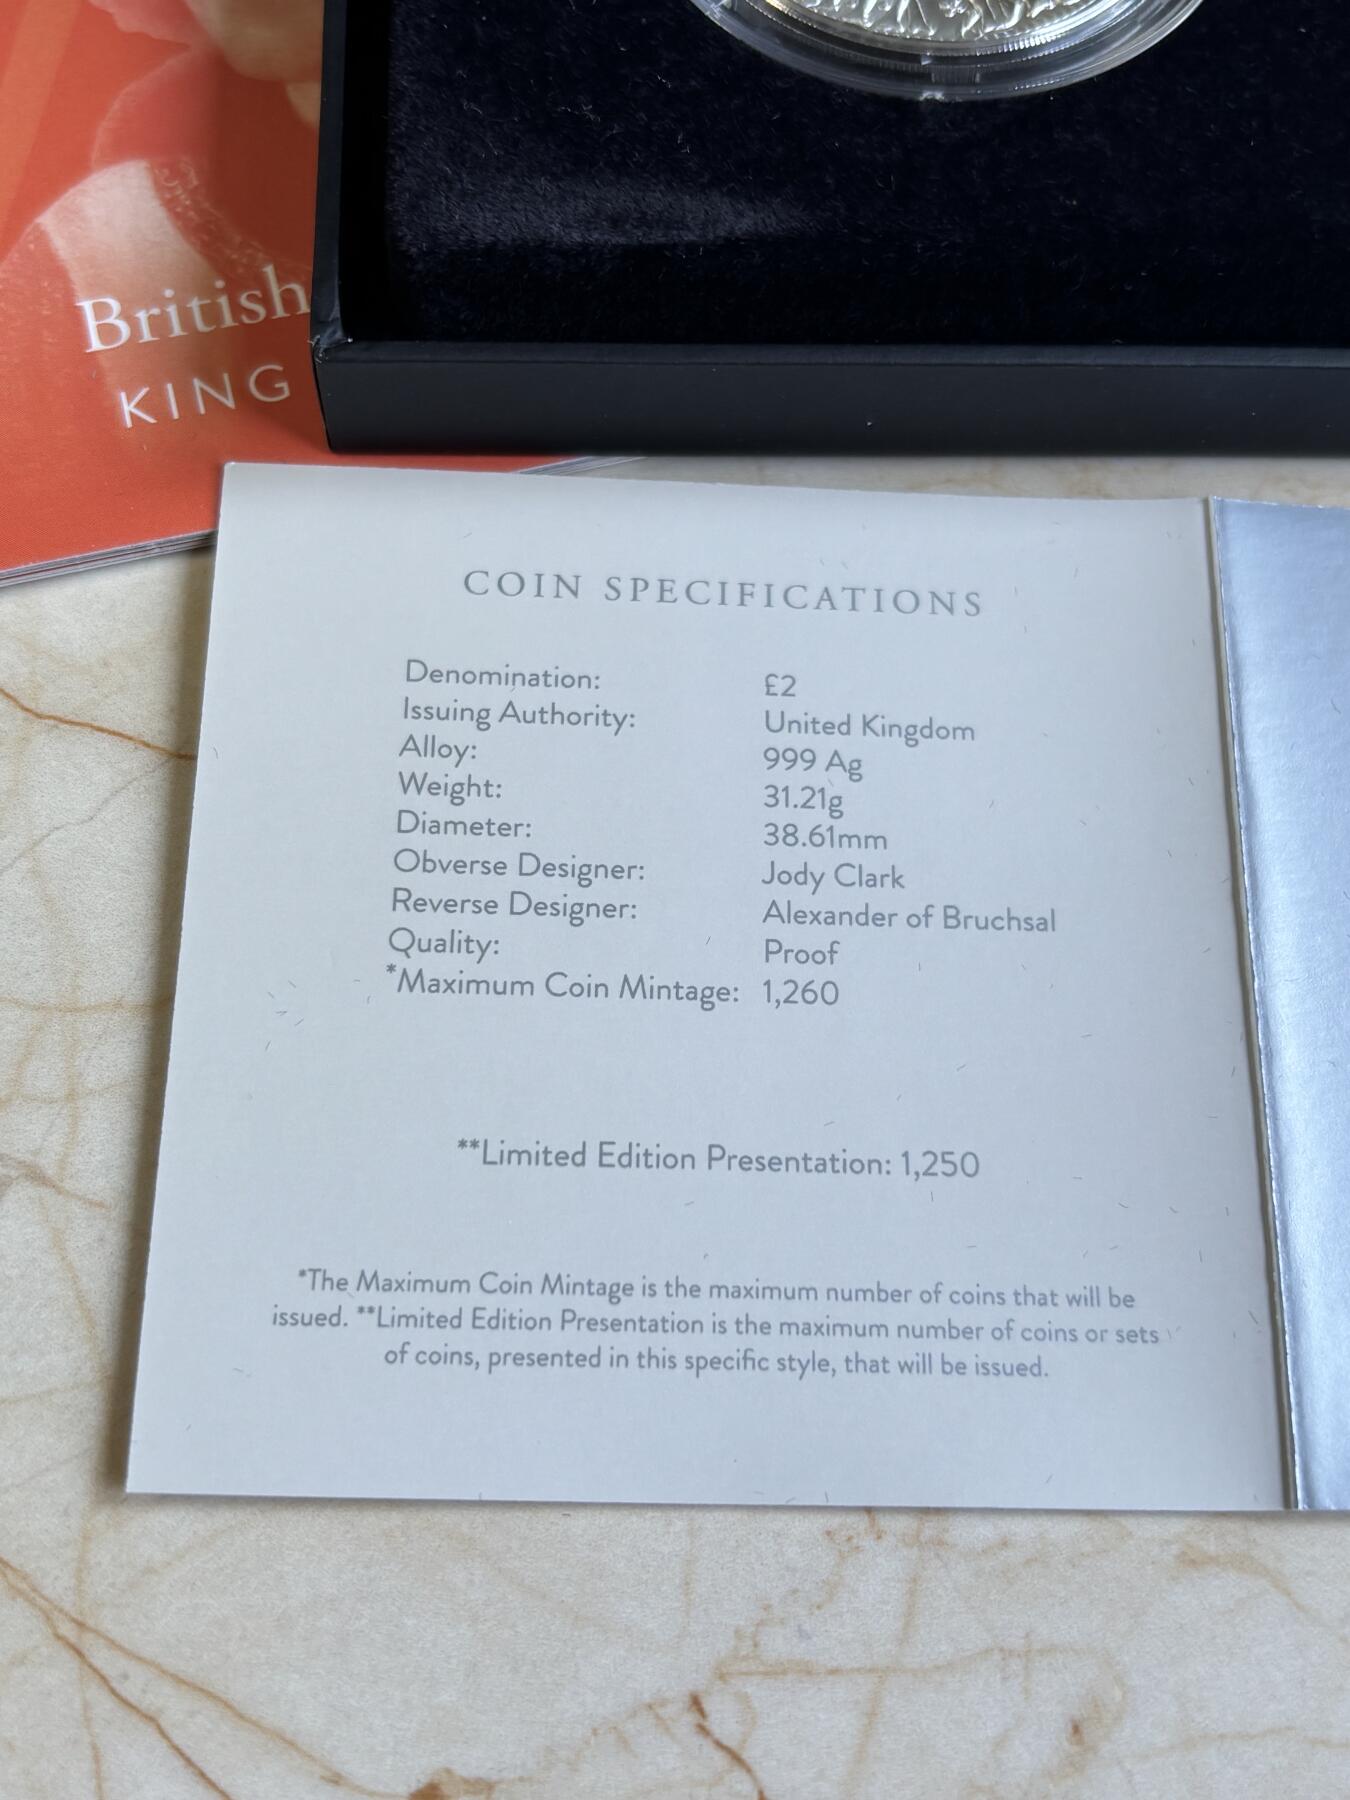 British
KING
COIN SPECIFICATIONS
Denomination: £2
Issuing Authority: United Kingdom
Alloy: 999 Ag
Weight: 31.21g
Diameter: 38.61mm
Obverse Designer: Jody Clark
Reverse Designer: Alexander of Bruchsal
Quality: Proof
*Maximum Coin Mintage: 1,260
**Limited Edition Presentation: 1,250
*The Maximum Coin Mintage is the maximum number of coins that will be
issued. **Limited Edition Presentation is the maximum number of coins or sets
of coins, presented in this specific style, that will be issued.